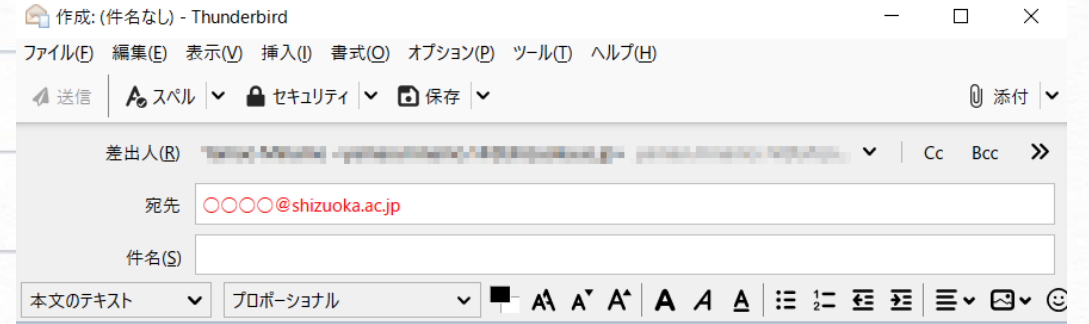 作成: (件名なし) - Thunderbird
ファイル(F) 編集(E) 表示(V) 挿入(I) 書式(O) オプション(P) ツール(T) ヘルプ(H)
送信 スペル セキュリティ 保存 添付
差出人(R) Cc Bcc
宛先 〇〇〇〇@shizuoka.ac.jp
件名(S)
本文のテキスト プロポーショナル